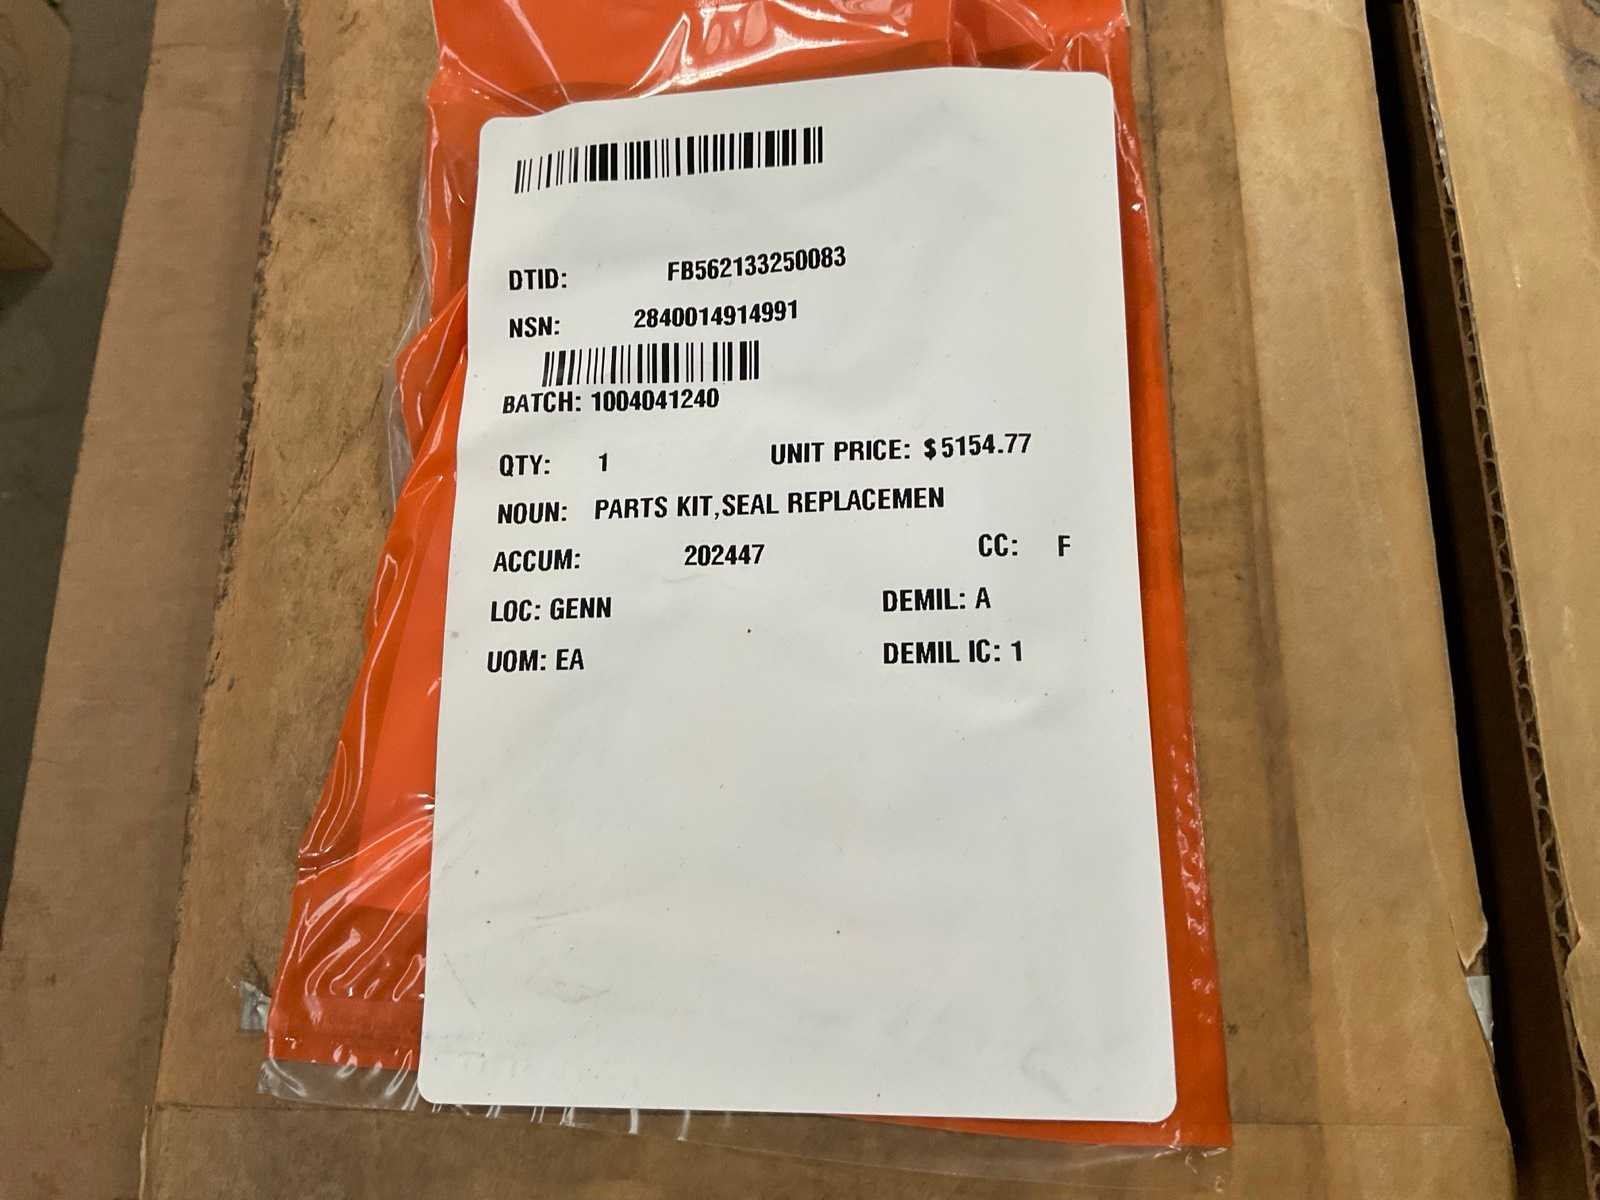 DTID: FB562133250083
NSN: 2840014914991
BATCH: 1004041240
QTY: 1 UNIT PRICE: $5154.77
NOUN: PARTS KIT,SEAL REPLACEMEN
ACCUM: 202447 CC: F
LOC: GENN DEMIL: A
UOM: EA DEMIL IC: 1